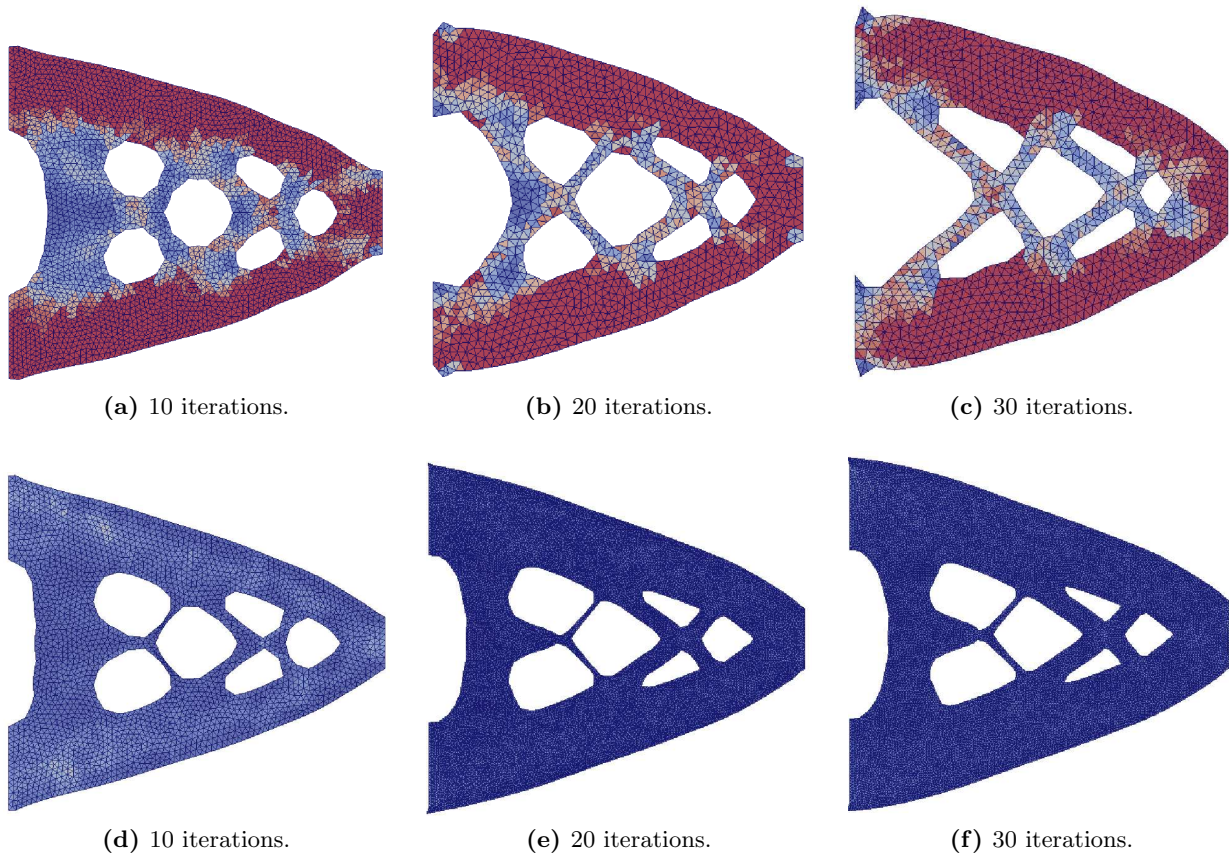 (a) 10 iterations.
(b) 20 iterations.
(c) 30 iterations.
(d) 10 iterations.
(e) 20 iterations.
(f) 30 iterations.